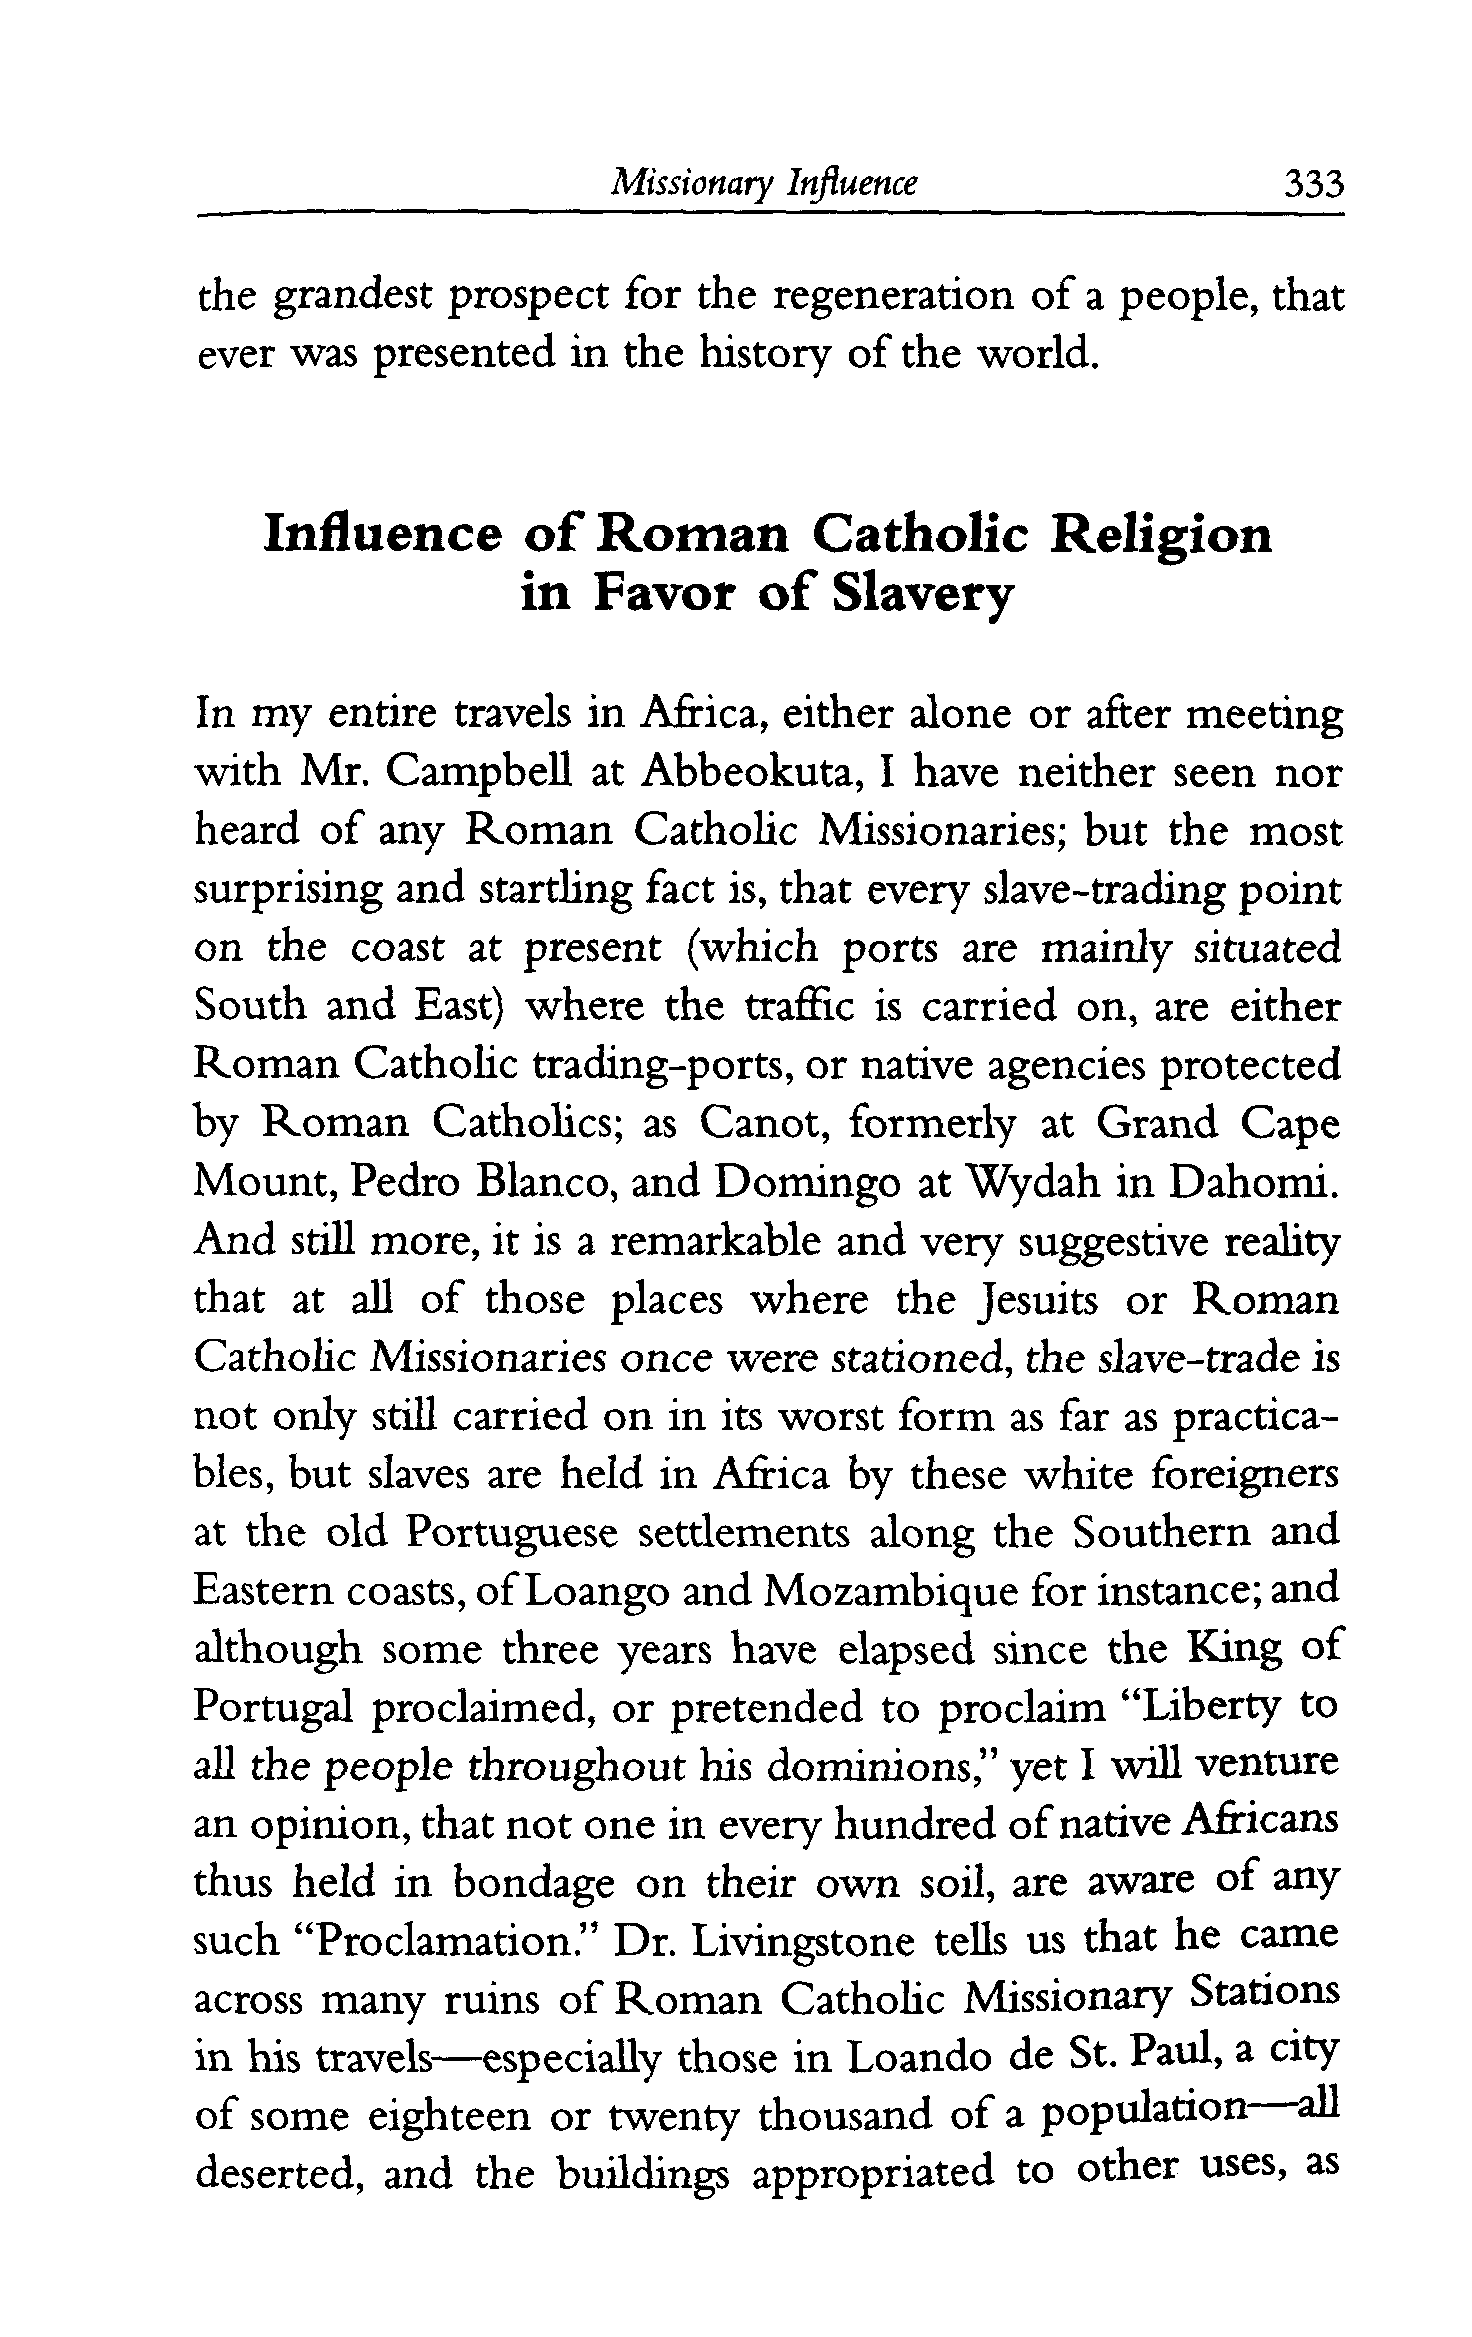 Missionary Influence 333
the grandest prospect for the regeneration of a people, that
ever was presented in the history of the world.
Influence of Roman Catholic Religion
in Favor of Slavery
In my entire travels in Africa, either alone or after meeting
with Mr. Campbell at Abbeokuta, I have neither seen nor
heard of any Roman Catholic Missionaries; but the most
surprising and startling fact is, that every slave-trading point
on the coast at present (which ports are mainly situated
South and East) where the traffic is carried on, are either
Roman Catholic trading-ports, or native agencies protected
by Roman Catholics; as Canot, formerly at Grand Cape
Mount, Pedro Blanco, and Domingo at Wydah in Dahomi.
And still more, it is a remarkable and very suggestive reality
that at all of those places where the Jesuits or Roman
Catholic Missionaries once were stationed, the slave-trade is
not only still carried on in its worst form as far as practica-
bles, but slaves are held in Africa by these white foreigners
at the old Portuguese settlements along the Southern and
Eastern coasts, of Loango and Mozambique for instance; and
although some three years have elapsed since the King of
Portugal proclaimed, or pretended to proclaim “Liberty to
all the people throughout his dominions,” yet I will venture
an opinion, that not one in every hundred of native Africans
thus held in bondage on their own soil, are aware of any
such “Proclamation.” Dr. Livingstone tells us that he came
across many ruins of Roman Catholic Missionary Stations
in his travels—especially those in Loando de St. Paul, a city
of some eighteen or twenty thousand of a population—all
deserted, and the buildings appropriated to other uses, as